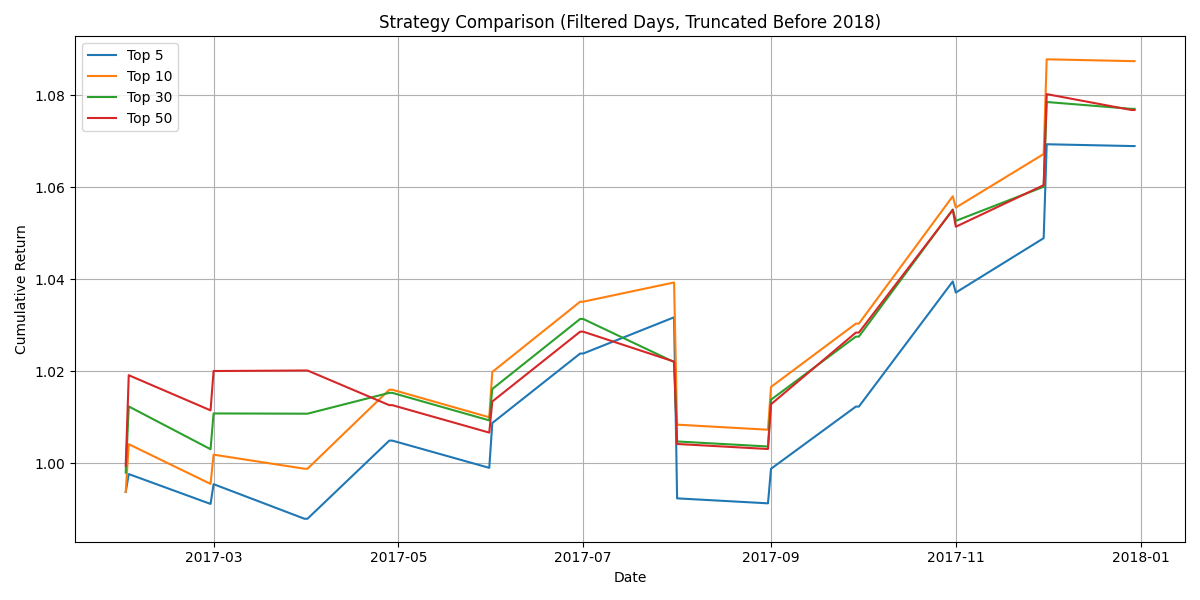 Strategy Comparison (Filtered Days, Truncated Before 2018)
Top 5
Top 10
Top 30
Top 50
Cumulative Return
1.08
1.06
1.04
1.02
1.00
2017-03
2017-05
2017-07
2017-09
2017-11
2018-01
Date